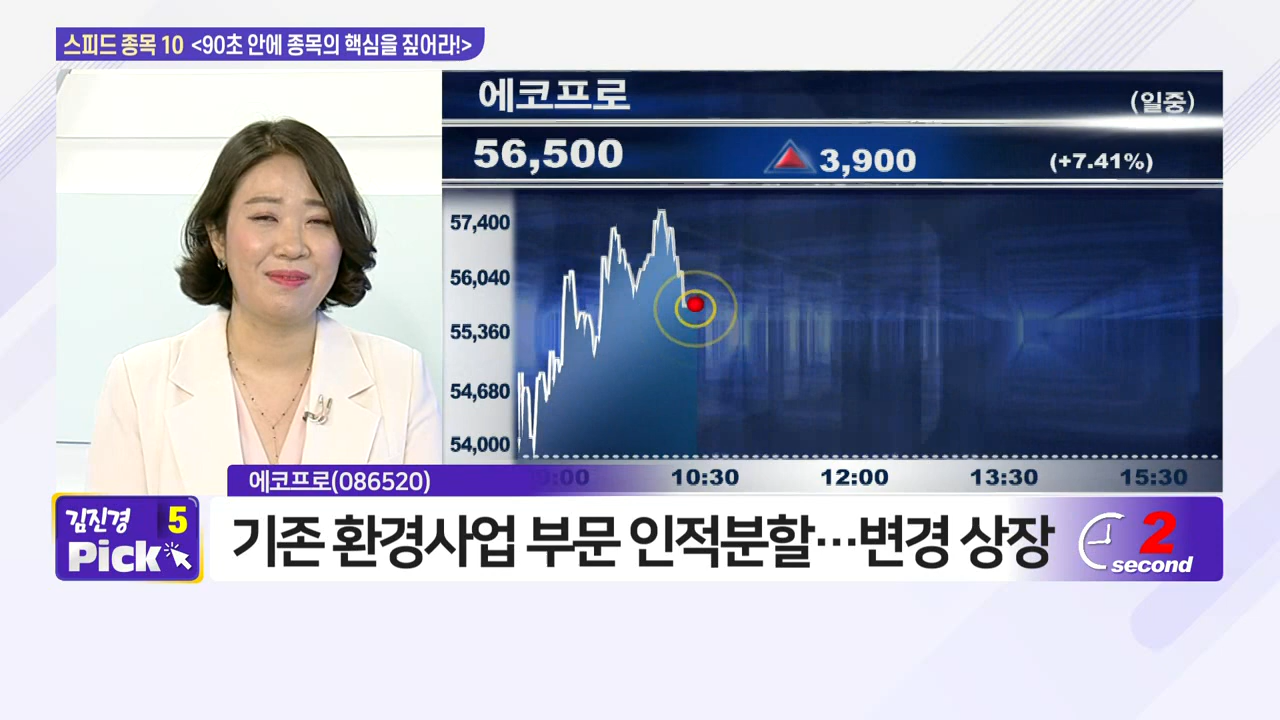 스피드 종목 10 <90초 안에 종목의 핵심을 짚어라!>
에코프로
(일중)
56,500
3,900
(+7.41%)
57,400
56,040
55,360
54,680
54,000
10:30
12:00
13:30
15:30
에코프로(086520)
김진경 5
Pick
기존 환경사업 부문 인적분할…변경 상장
2
second